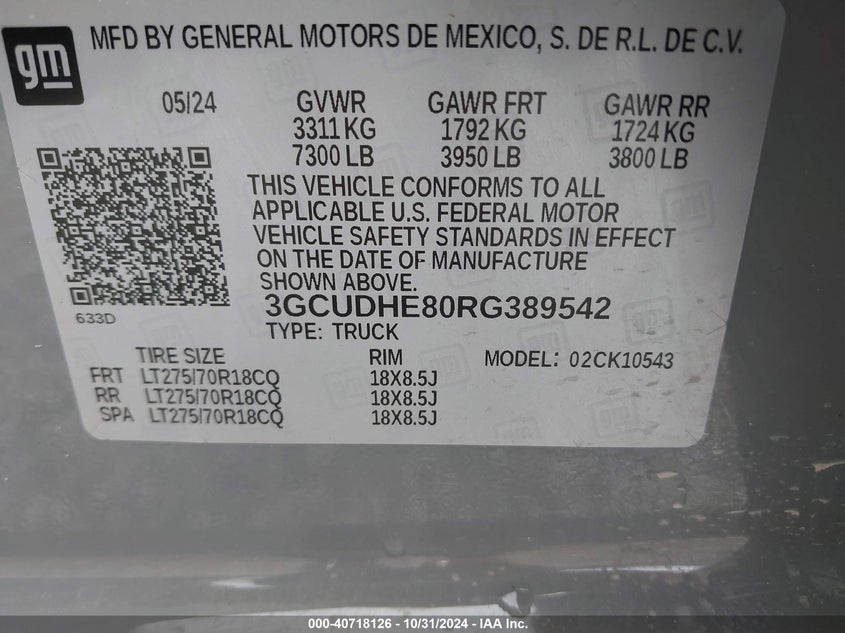 gm
MFD BY GENERAL MOTORS DE MEXICO, S. DE R.L. DE C.V.
05/24 GVWR GAWR FRT GAWR RR
3311 KG 1792 KG 1724 KG
7300 LB 3950 LB 3800 LB
THIS VEHICLE CONFORMS TO ALL
APPLICABLE U.S. FEDERAL MOTOR
VEHICLE SAFETY STANDARDS IN EFFECT
ON THE DATE OF MANUFACTURE
SHOWN ABOVE.
633D
3GCUDHE80RG389542
TYPE: TRUCK
TIRE SIZE RIM MODEL: 02CK10543
FRT LT275/70R18CQ 18X8.5J
RR LT275/70R18CQ 18X8.5J
SPA LT275/70R18CQ 18X8.5J
000-40718126 - 10/31/2024 - IAA Inc.